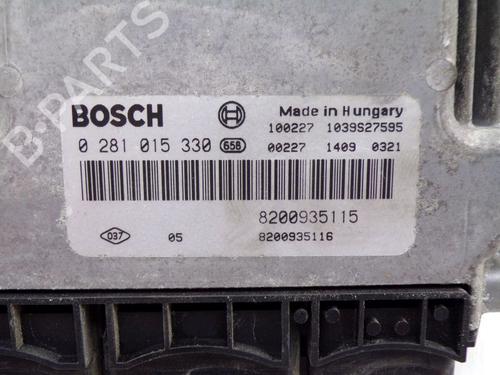 B-PARTS
BOSCH
Made in Hungary
100227 1039S27595
0 281 015 330 658
00227 1409 0321
8200935115
037 05 8200935116